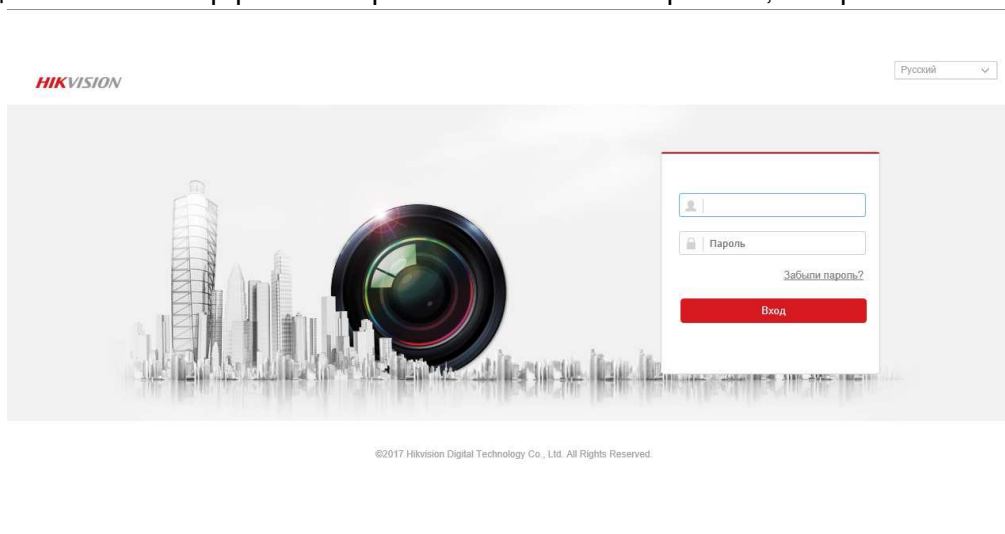 Русский
HIKVISION
Пароль
Забыли пароль?
Вход
©2017 Hikvision Digital Technology Co., Ltd. All Rights Reserved.